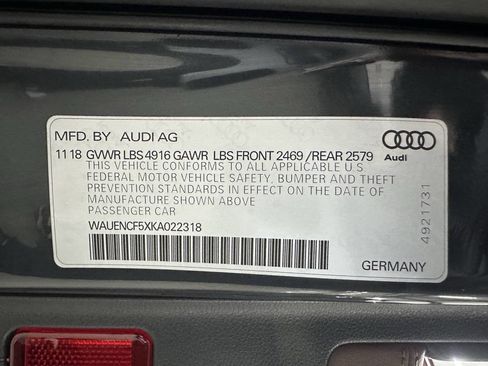 MFD. BY AUDI AG
11 18 GVWR LBS 4916 GAWR LBS FRONT 2469 /REAR 2579
THIS VEHICLE CONFORMS TO ALL APPLICABLE U S
FEDERAL MOTOR VEHICLE SAFETY, BUMPER AND THEFT
PREVENTION STANDARDS IN EFFECT ON THE DATE OF
MANUFACTURE SHOWN ABOVE
PASSENGER CAR
WAUENCF5XKA022318
Audi
4921731
GERMANY